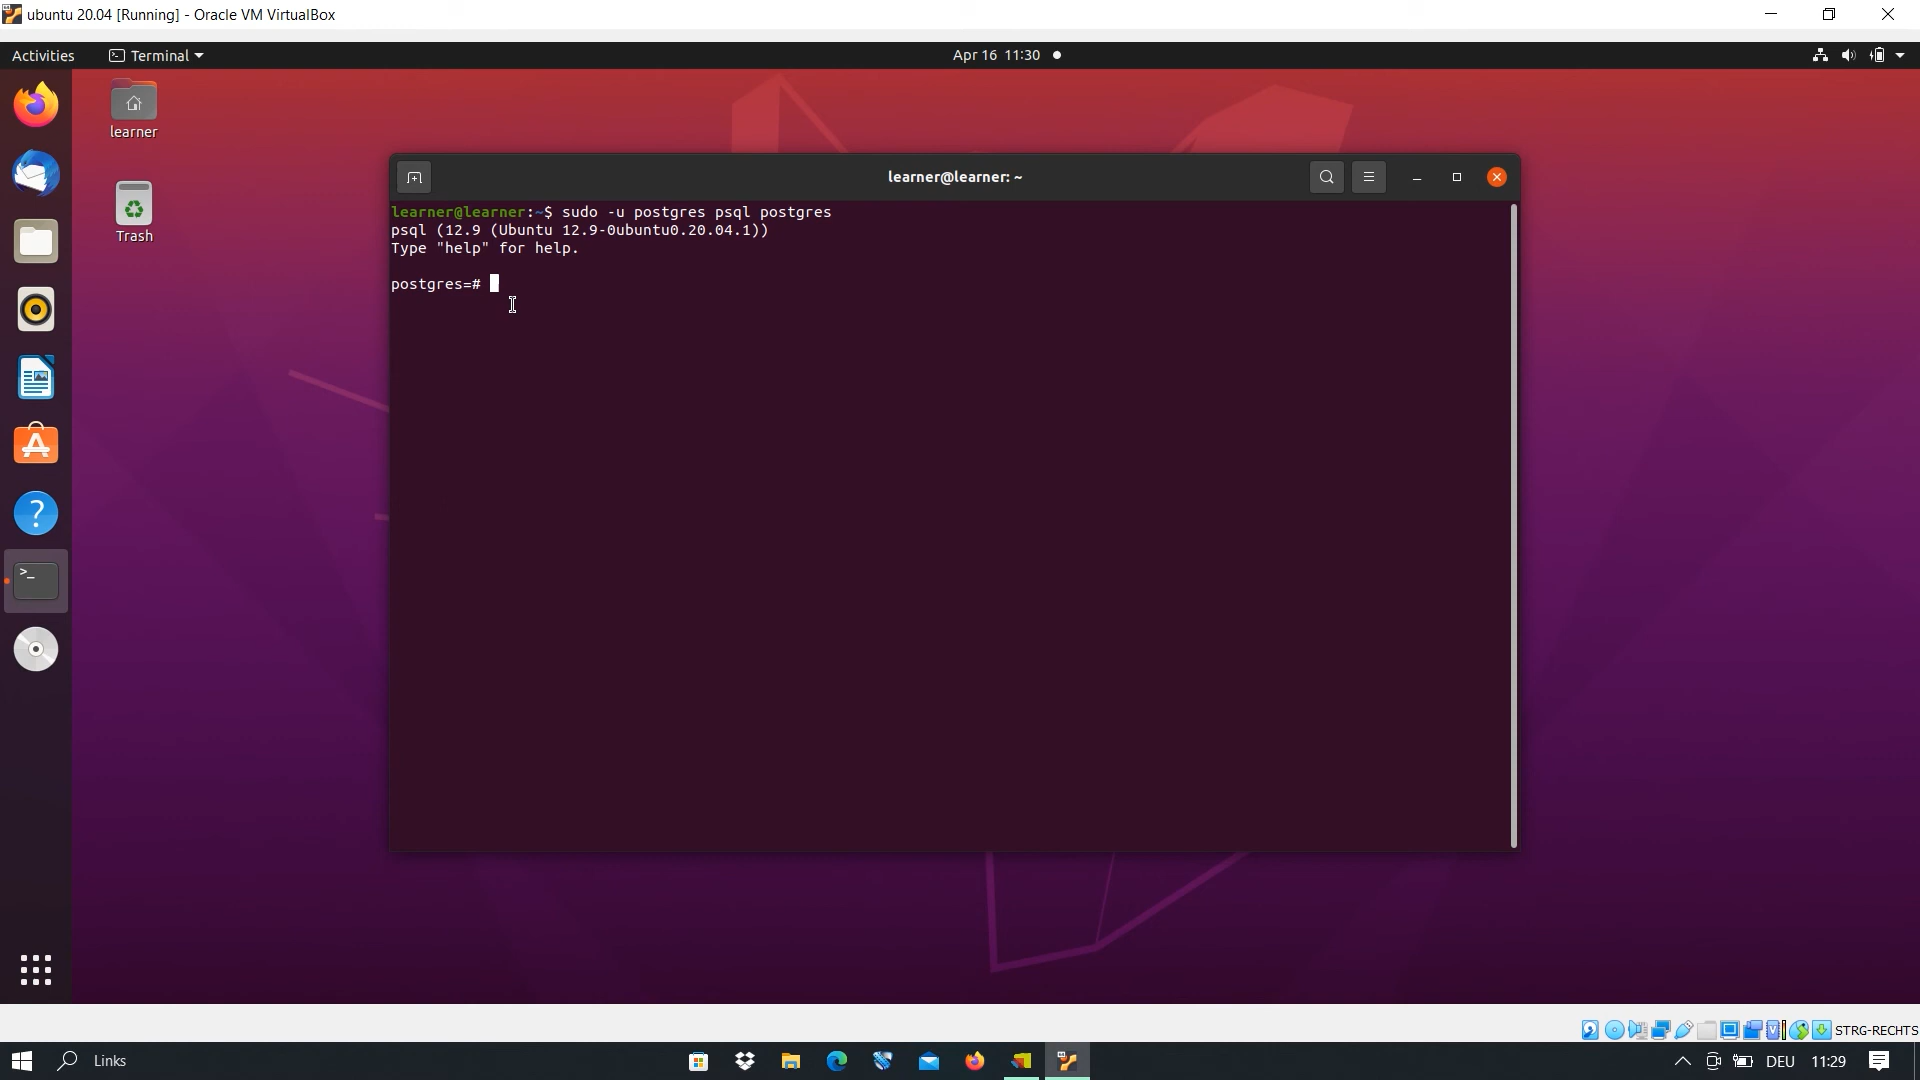 ubuntu 20.04 [Running] - Oracle VM VirtualBox
Activities Terminal Apr 16 11:30
learner
Trash
learner@learner: ~
learner@learner:~$ sudo -u postgres psql postgres
psql (12.9 (Ubuntu 12.9-0ubuntu0.20.04.1))
Type "help" for help.
postgres=#
STRG-RECHTS
Links DEU 11:29